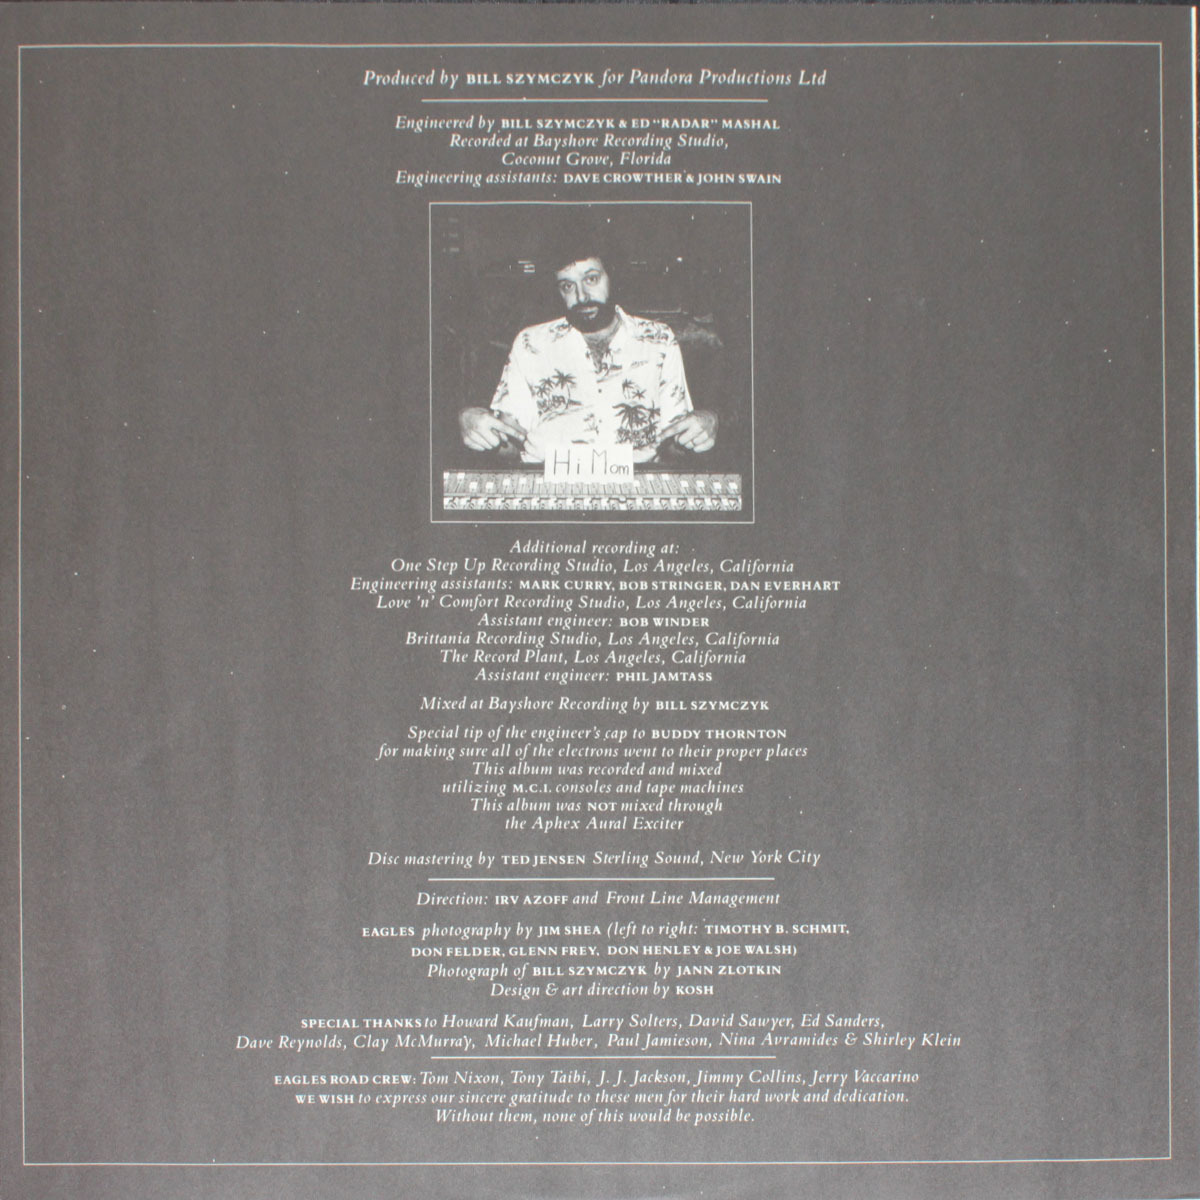 Produced by BILL SZYMCZYK for Pandora Productions Ltd
Engineered by BILL SZYMCZYK & ED "RADAR" MASHAL
Recorded at Bayshore Recording Studio,
Coconut Grove, Florida
Engineering assistants: DAVE CROWTHER & JOHN SWAIN
Hi Mom
Additional recording at:
One Step Up Recording Studio, Los Angeles, California
Engineering assistants: MARK CURRY, BOB STRINGER, DAN EVERHART
Love 'n' Comfort Recording Studio, Los Angeles, California
Assistant engineer: BOB WINDER
Brittania Recording Studio, Los Angeles, California
The Record Plant, Los Angeles, California
Assistant engineer: PHIL JAMTASS
Mixed at Bayshore Recording by BILL SZYMCZYK
Special tip of the engineer's cap to BUDDY THORNTON
for making sure all of the electrons went to their proper places
This album was recorded and mixed
utilizing M.C.I. consoles and tape machines
This album was NOT mixed through
the Aphex Aural Exciter
Disc mastering by TED JENSEN Sterling Sound, New York City
Direction: IRV AZOFF and Front Line Management
EAGLES photography by JIM SHEA (left to right: TIMOTHY B. SCHMIT,
DON FELDER, GLENN FREY, DON HENLEY & JOE WALSH)
Photograph of BILL SZYMCZYK by JANN ZLOTKIN
Design & art direction by KOSH
SPECIAL THANKS to Howard Kaufman, Larry Solters, David Sawyer, Ed Sanders,
Dave Reynolds, Clay McMurray, Michael Huber, Paul Jamieson, Nina Avramides & Shirley Klein
EAGLES ROAD CREW: Tom Nixon, Tony Taibi, J. J. Jackson, Jimmy Collins, Jerry Vaccarino
WE WISH to express our sincere gratitude to these men for their hard work and dedication.
Without them, none of this would be possible.